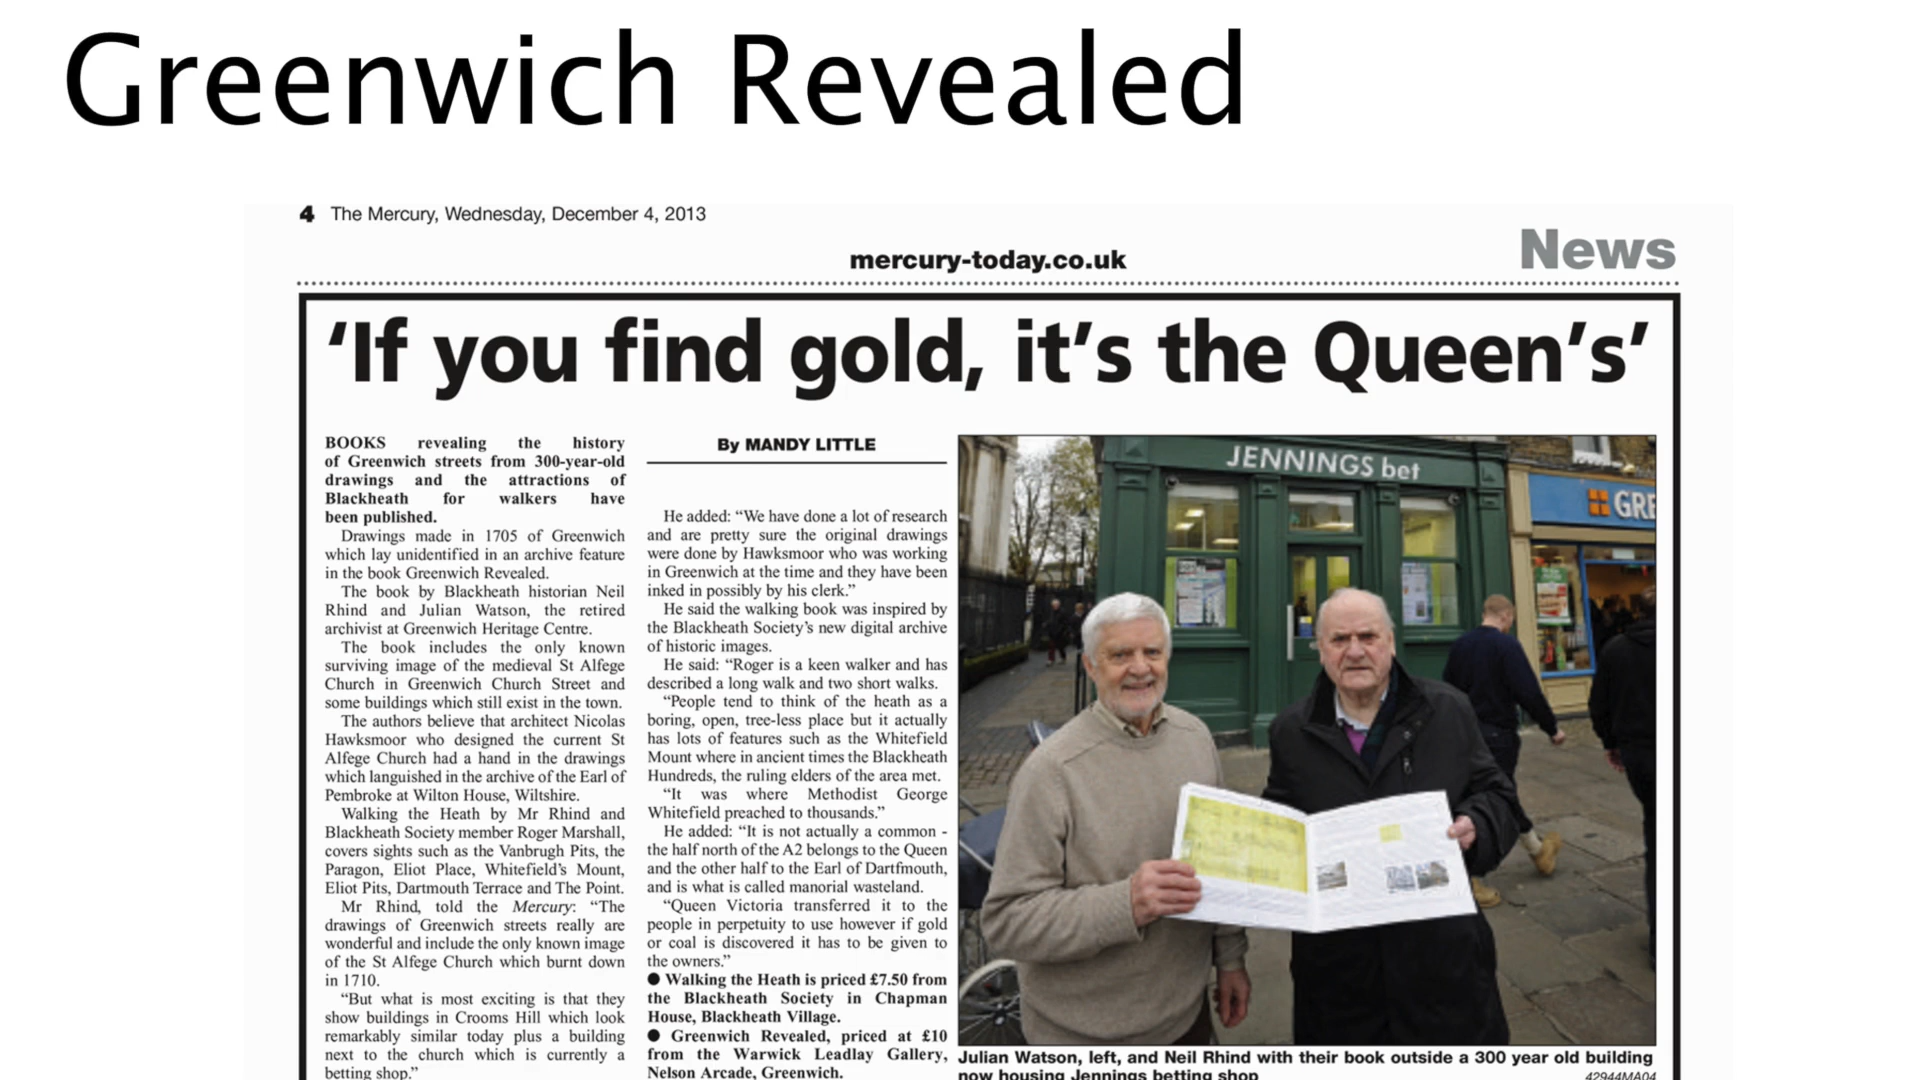 Greenwich Revealed
4 The Mercury, Wednesday, December 4, 2013
mercury-today.co.uk
News
‘If you find gold, it’s the Queen’s’
BOOKS revealing the history
of Greenwich streets from 300-year-old
drawings and the attractions of
Blackheath for walkers have
been published.
Drawings made in 1705 of Greenwich
which lay unidentified in an archive feature
in the book Greenwich Revealed.
The book by Blackheath historian Neil
Rhind and Julian Watson, the retired
archivist at Greenwich Heritage Centre.
The book includes the only known
surviving image of the medieval St Alfege
Church in Greenwich Church Street and
some buildings which still exist in the town.
The authors believe that architect Nicolas
Hawksmoor who designed the current St
Alfege Church had a hand in the drawings
which languished in the archive of the Earl of
Pembroke at Wilton House, Wiltshire.
Walking the Heath by Mr Rhind and
Blackheath Society member Roger Marshall,
covers sights such as the Vanbrugh Pits, the
Paragon, Eliot Place, Whitefield’s Mount,
Eliot Pits, Dartmouth Terrace and The Point.
Mr Rhind, told the Mercury: “The
drawings of Greenwich streets really are
wonderful and include the only known image
of the St Alfege Church which burnt down
in 1710.
“But what is most exciting is that they
show buildings in Crooms Hill which look
remarkably similar today plus a building
next to the church which is currently a
betting shop.”
By MANDY LITTLE
He added: “We have done a lot of research
and are pretty sure the original drawings
were done by Hawksmoor who was working
in Greenwich at the time and they have been
inked in possibly by his clerk.”
He said the walking book was inspired by
the Blackheath Society’s new digital archive
of historic images.
He said: “Roger is a keen walker and has
described a long walk and two short walks.
“People tend to think of the heath as a
boring, open, tree-less place but it actually
has lots of features such as the Whitefield
Mount where in ancient times the Blackheath
Hundreds, the ruling elders of the area met.
“It was where Methodist George
Whitefield preached to thousands.”
He added: “It is not actually a common -
the half north of the A2 belongs to the Queen
and the other half to the Earl of Dartfmouth,
and is what is called manorial wasteland.
“Queen Victoria transferred it to the
people in perpetuity to use however if gold
or coal is discovered it has to be given to
the owners.”
● Walking the Heath is priced £7.50 from
the Blackheath Society in Chapman
House, Blackheath Village.
● Greenwich Revealed, priced at £10
from the Warwick Leadlay Gallery,
Nelson Arcade, Greenwich.
JENNINGS bet
GRE
Julian Watson, left, and Neil Rhind with their book outside a 300 year old building
now housing Jennings betting shop
42944MA04